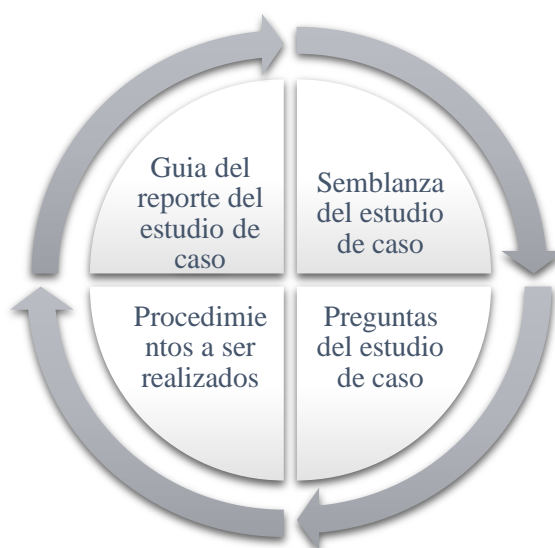 Guia del
reporte del
estudio de
caso
Semblanza
del estudio
de caso
Procedimie
ntos a ser
realizados
Preguntas
del estudio
de caso